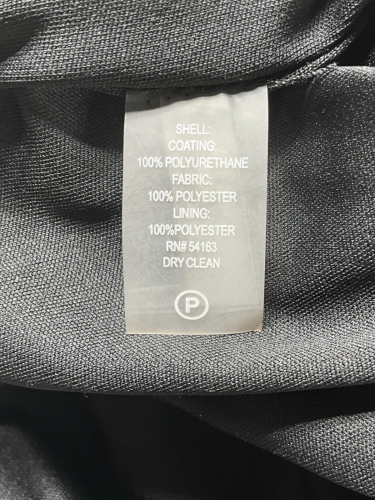 SHELL:
COATING:
100% POLYURETHANE
FABRIC:
100% POLYESTER
LINING:
100%POLYESTER
RN# 54163
DRY CLEAN
P